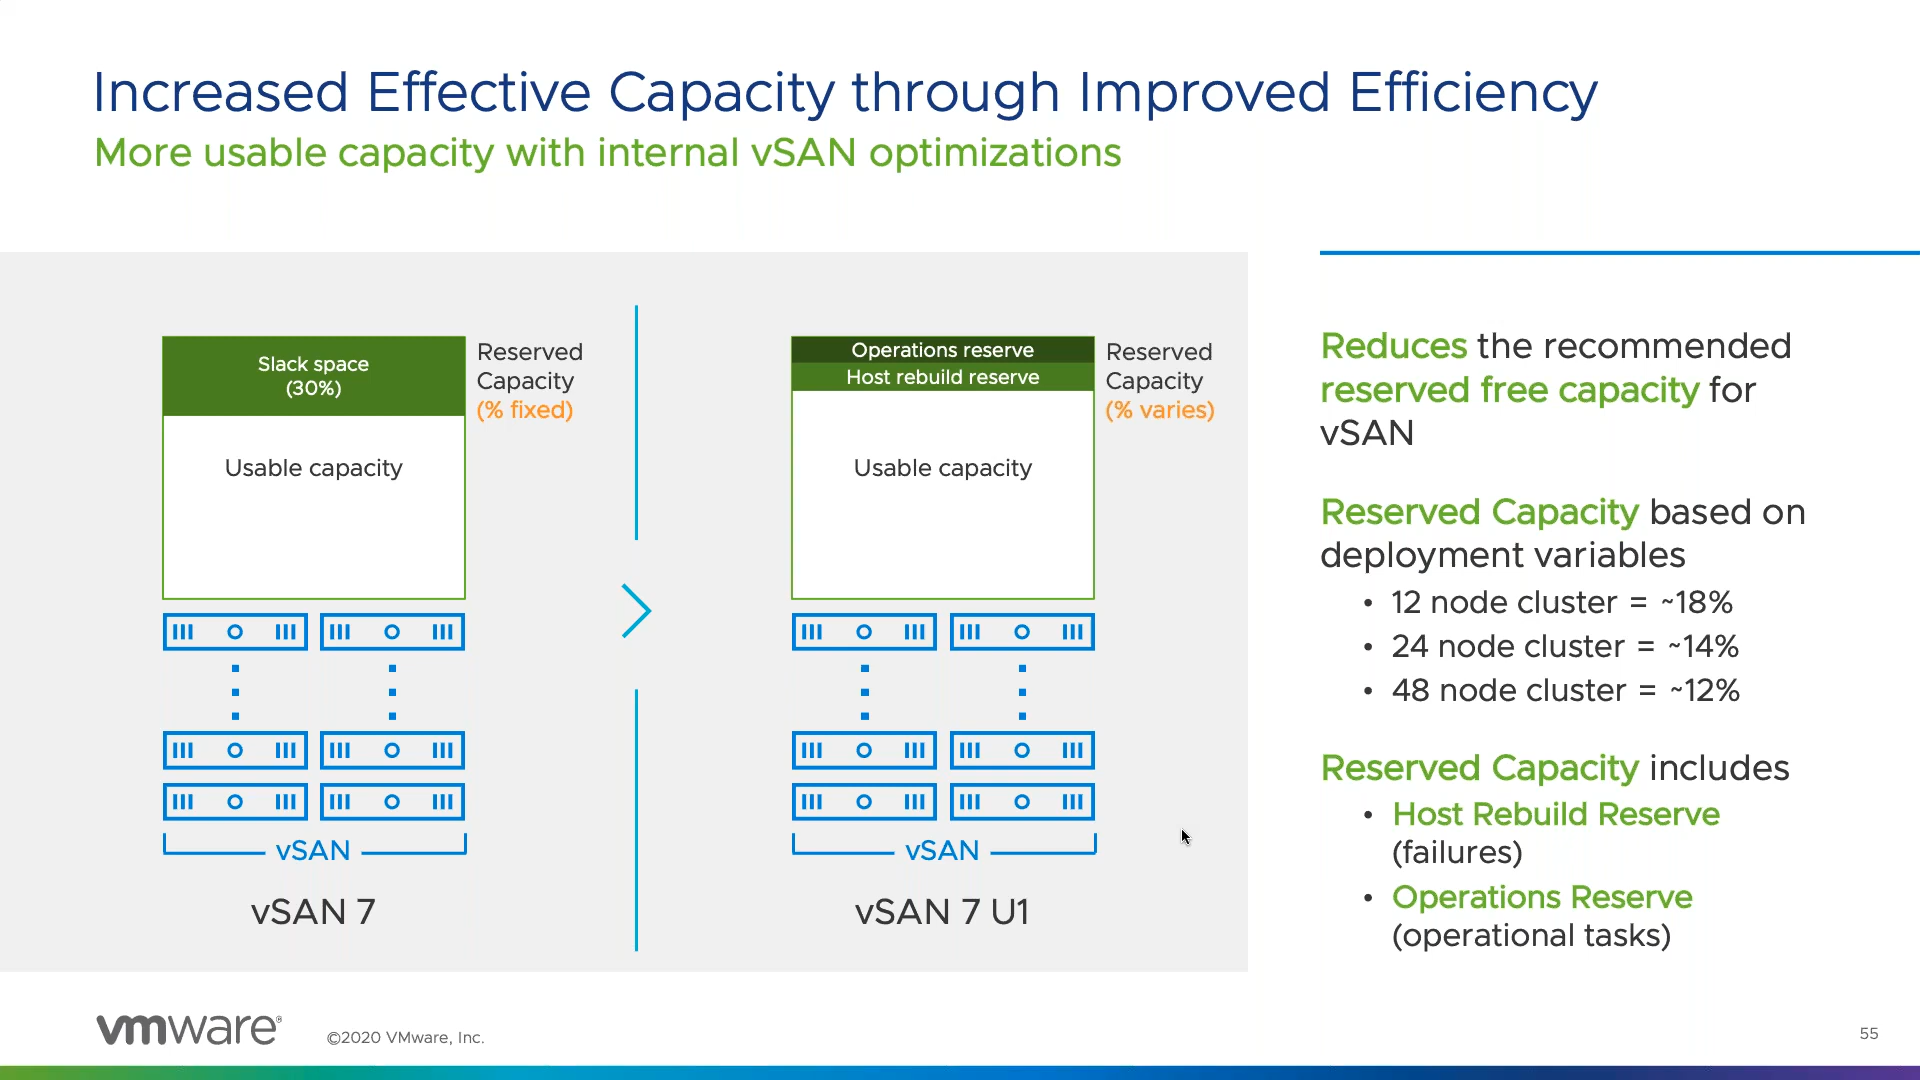 Increased Effective Capacity through Improved Efficiency
More usable capacity with internal vSAN optimizations
Slack space
(30%)
Reserved
Capacity
(% fixed)
Usable capacity
vSAN
vSAN 7
Operations reserve
Host rebuild reserve
Reserved
Capacity
(% varies)
Usable capacity
vSAN
vSAN 7 U1
Reduces the recommended
reserved free capacity for
vSAN
Reserved Capacity based on
deployment variables
• 12 node cluster = ~18%
• 24 node cluster = ~14%
• 48 node cluster = ~12%
Reserved Capacity includes
• Host Rebuild Reserve
(failures)
• Operations Reserve
(operational tasks)
vmware®
©2020 VMware, Inc.
55